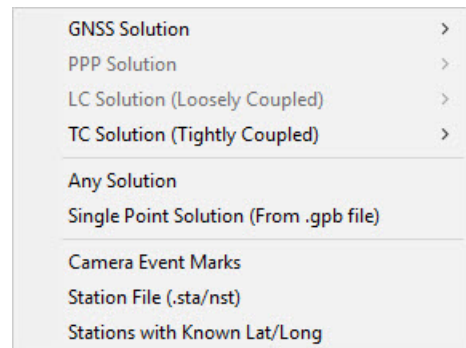 GNSS Solution
PPP Solution
LC Solution (Loosely Coupled)
TC Solution (Tightly Coupled)
Any Solution
Single Point Solution (From .gpb file)
Camera Event Marks
Station File (.sta/nst)
Stations with Known Lat/Long